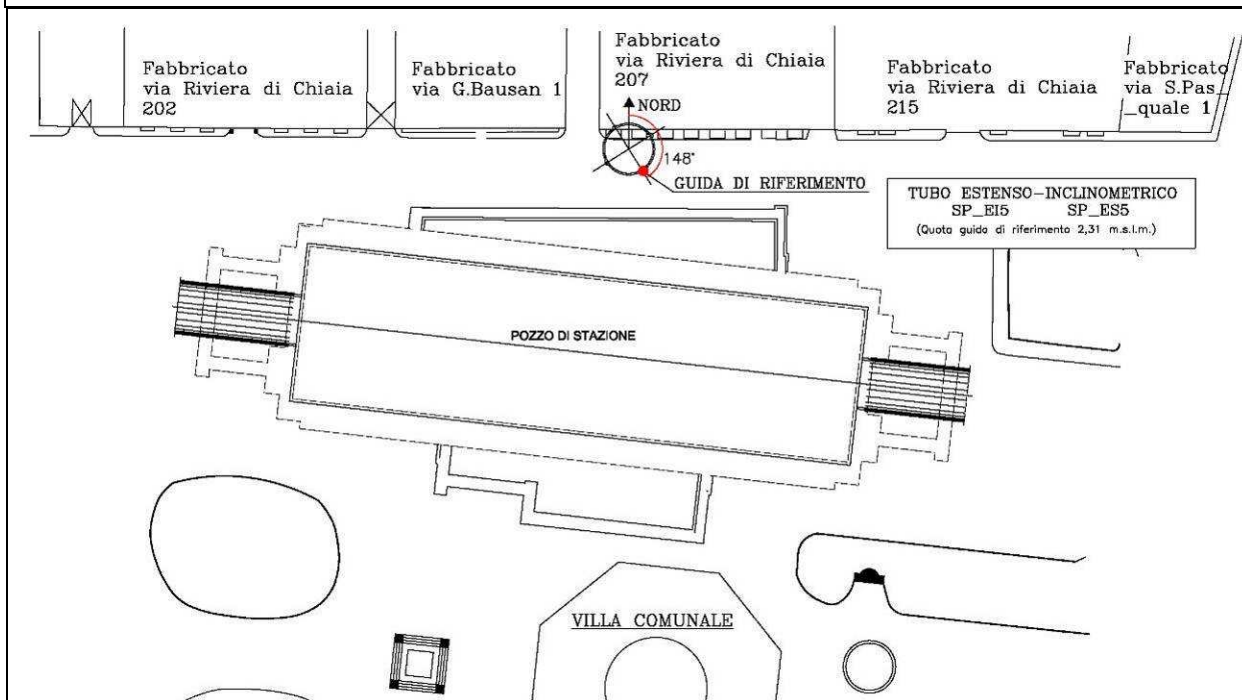 Fabbricato
via Riviera di Chiaia
202
Fabbricato
via G.Bausan 1
Fabbricato
via Riviera di Chiaia
207
Fabbricato
via Riviera di Chiaia
215
Fabbricato
via S.Pas_
_quale 1
NORD
148°
GUIDA DI RIFERIMENTO
TUBO ESTENSO-INCLINOMETRICO
SP_EI5 SP_ES5
(Quota guida di riferimento 2,31 m.s.l.m.)
POZZO DI STAZIONE
VILLA COMUNALE